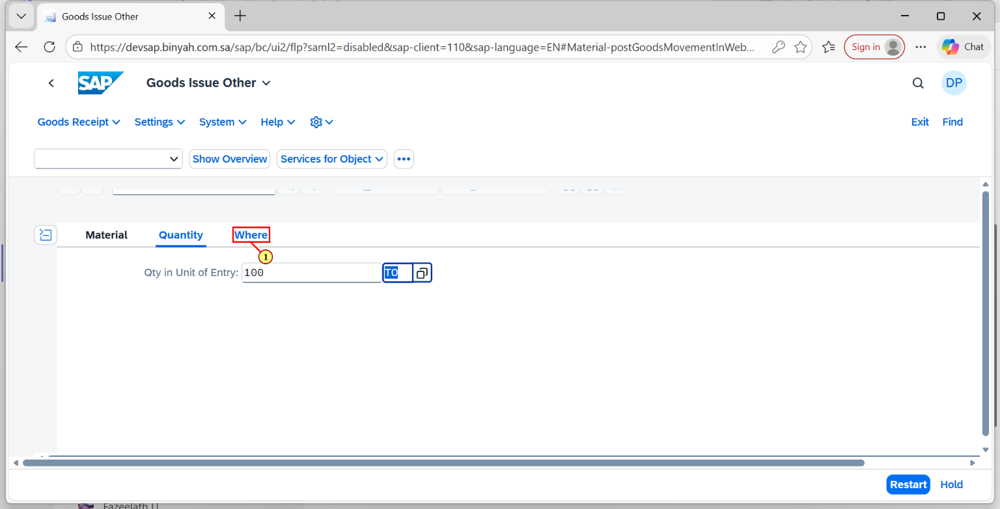 Goods Issue Other
https://devsap.binyah.com.sa/sap/bc/ui2/flp?saml2=disabled&sap-client=110&sap-language=EN#Material-postGoodsMovementInWeb...
Sign in
Chat
SAP
Goods Issue Other
DP
Goods Receipt
Settings
System
Help
Exit
Find
Show Overview
Services for Object
Material
Quantity
Where
1
Qty in Unit of Entry: 100 TO
Restart
Hold
Fazeelath U